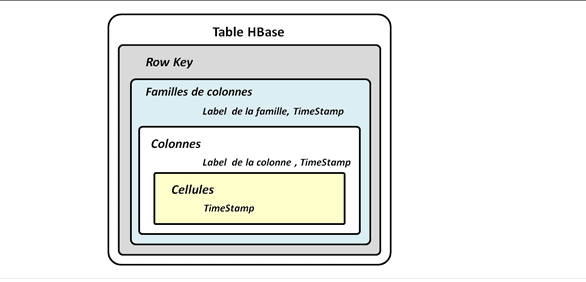 Table HBase
Row Key
Familles de colonnes
Label de la famille, TimeStamp
Colonnes
Label de la colonne , TimeStamp
Cellules
TimeStamp